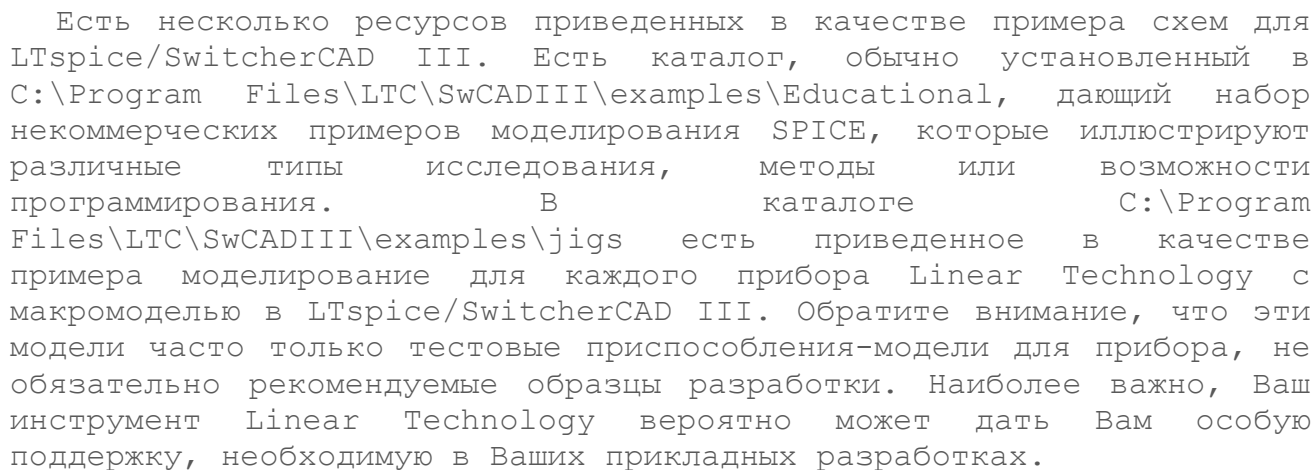 Есть несколько ресурсов приведенных в качестве примера схем для
LTspice/SwitcherCAD III. Есть каталог, обычно установленный в
C:\Program Files\LTC\SwCADIII\examples\Educational, дающий набор
некоммерческих примеров моделирования SPICE, которые иллюстрируют
различные типы исследования, методы или возможности
программирования. В каталоге C:\Program
Files\LTC\SwCADIII\examples\jigs есть приведенное в качестве
примера моделирование для каждого прибора Linear Technology с
макромоделью в LTspice/SwitcherCAD III. Обратите внимание, что эти
модели часто только тестовые приспособления-модели для прибора, не
обязательно рекомендуемые образцы разработки. Наиболее важно, Ваш
инструмент Linear Technology вероятно может дать Вам особую
поддержку, необходимую в Ваших прикладных разработках.